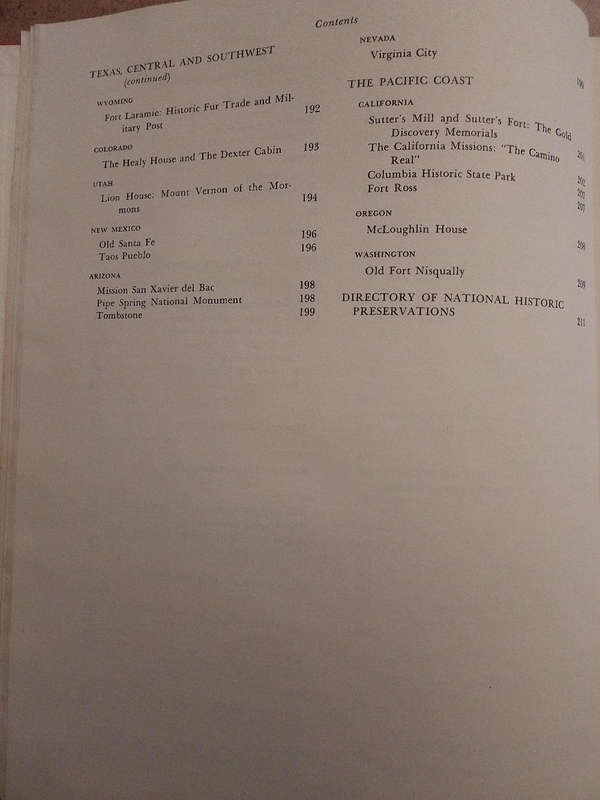 Contents
TEXAS, CENTRAL AND SOUTHWEST
(continued)
WYOMING
Fort Laramie: Historic Fur Trade and Mil-
itary Post 192
COLORADO
The Healy House and The Dexter Cabin 193
UTAH
Lion House: Mount Vernon of the Mor-
mons 194
NEW MEXICO
Old Santa Fe 196
Taos Pueblo 196
ARIZONA
Mission San Xavier del Bac 198
Pipe Spring National Monument 198
Tombstone 199
NEVADA
Virginia City
THE PACIFIC COAST
CALIFORNIA
Sutter's Mill and Sutter's Fort: The Gold
Discovery Memorials
The California Missions: "The Camino
Real"
Columbia Historic State Park
Fort Ross 207
OREGON
McLoughlin House 208
WASHINGTON
Old Fort Nisqually 209
DIRECTORY OF NATIONAL HISTORIC
PRESERVATIONS 211